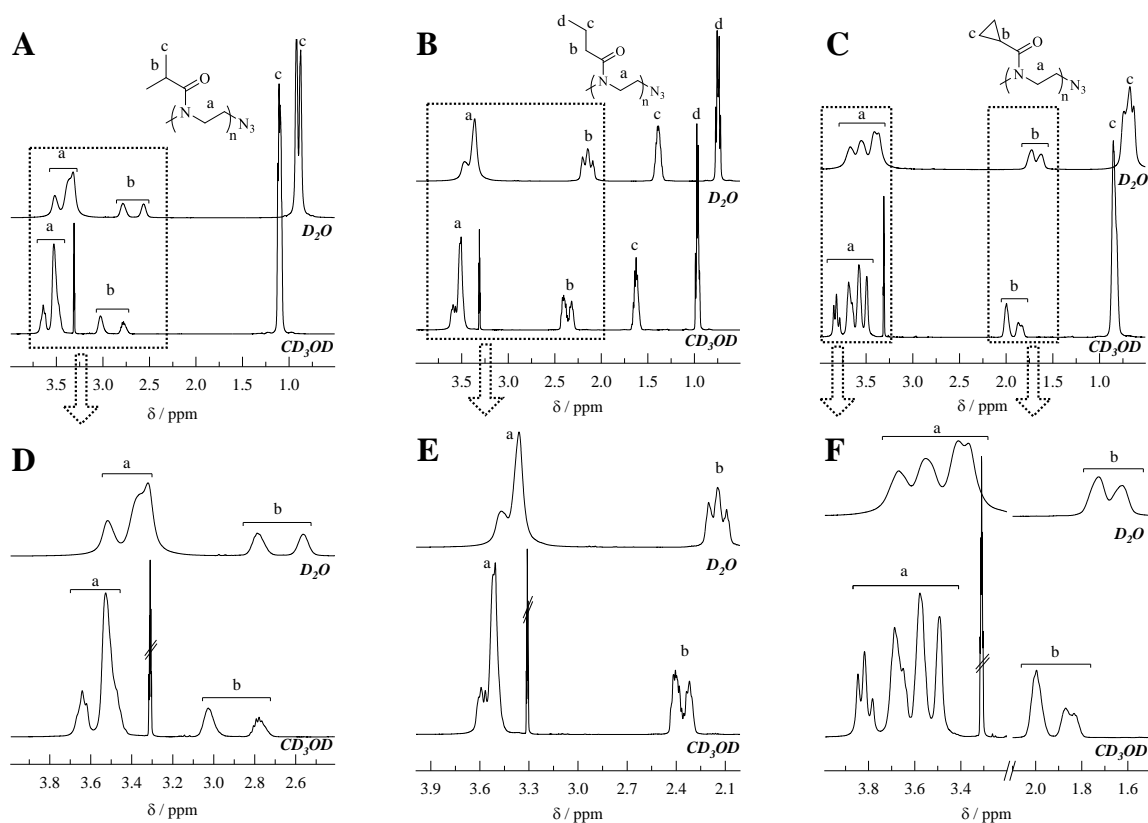 A
c
b
O
N
a
( )n
N3
a
b
c
D2O
a
b
c
CD3OD
3.5 3.0 2.5 2.0 1.5 1.0
δ / ppm
B
d c
b
O
N
a
( )n
N3
a
b
c
d
D2O
a
b
c
d
CD3OD
3.5 3.0 2.5 2.0 1.5 1.0
δ / ppm
C
c
b
O
N
a
( )n
N3
a
b
c
D2O
a
b
c
CD3OD
3.5 3.0 2.5 2.0 1.5 1.0
δ / ppm
D
a
b
D2O
a
b
CD3OD
3.6 3.4 3.2 3.0 2.8 2.6
δ / ppm
E
a
b
D2O
a
b
CD3OD
3.9 3.6 3.3 3.0 2.7 2.4 2.1
δ / ppm
F
a
b
D2O
a
b
CD3OD
3.8 3.6 3.4 2.0 1.8 1.6
δ / ppm